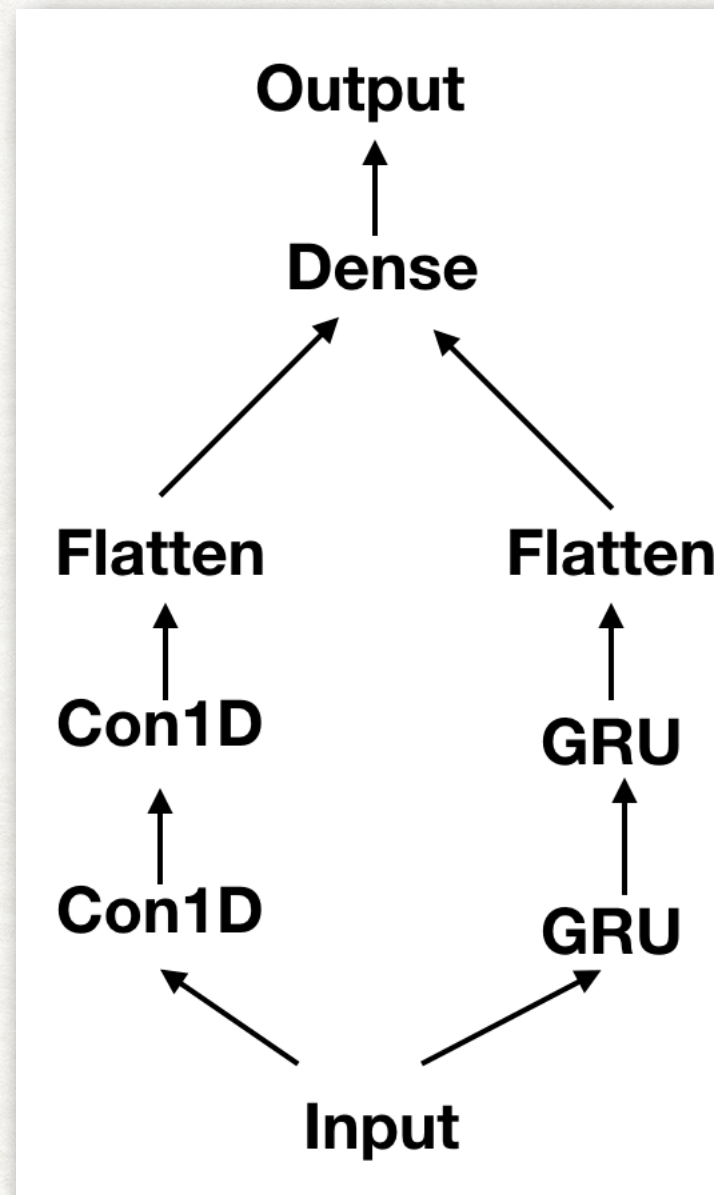 Output
Dense
Flatten Flatten
Con1D GRU
Con1D GRU
Input